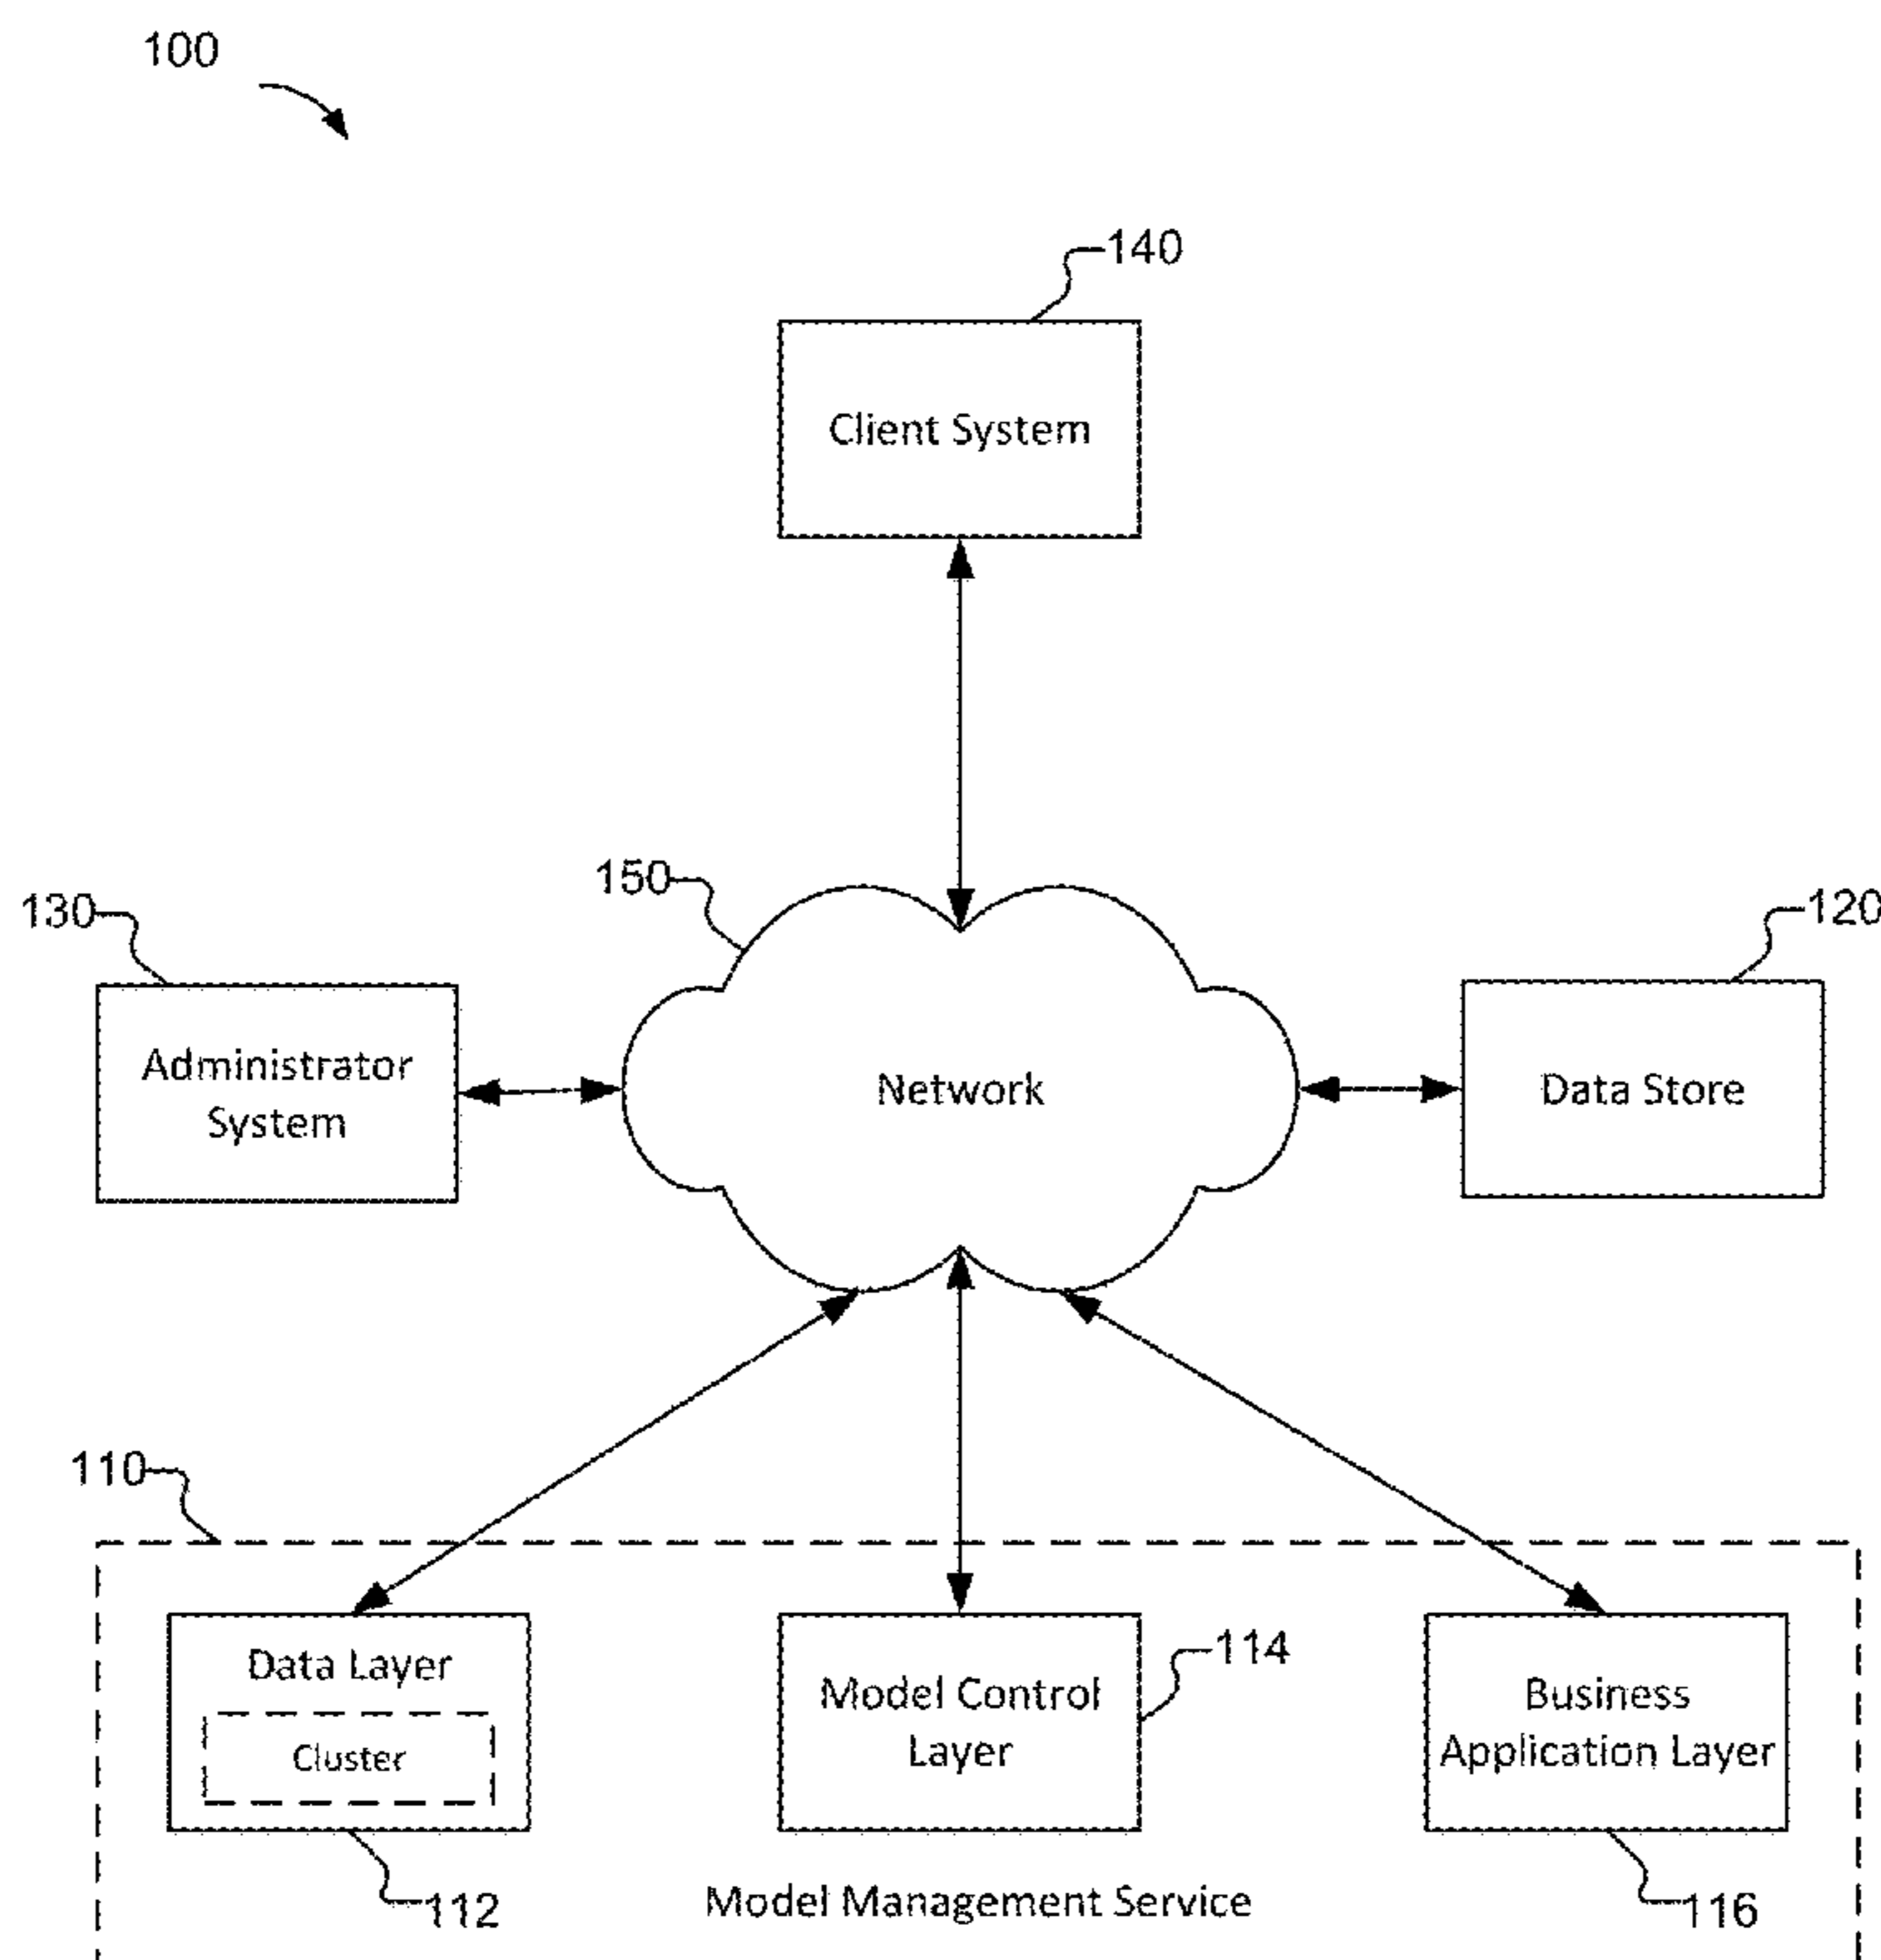 100
140
Client System
150
130
120
Administrator
System
Network
Data Store
110
Data Layer
Cluster
Model Control
Layer
114
Business
Application Layer
112
Model Management Service
116